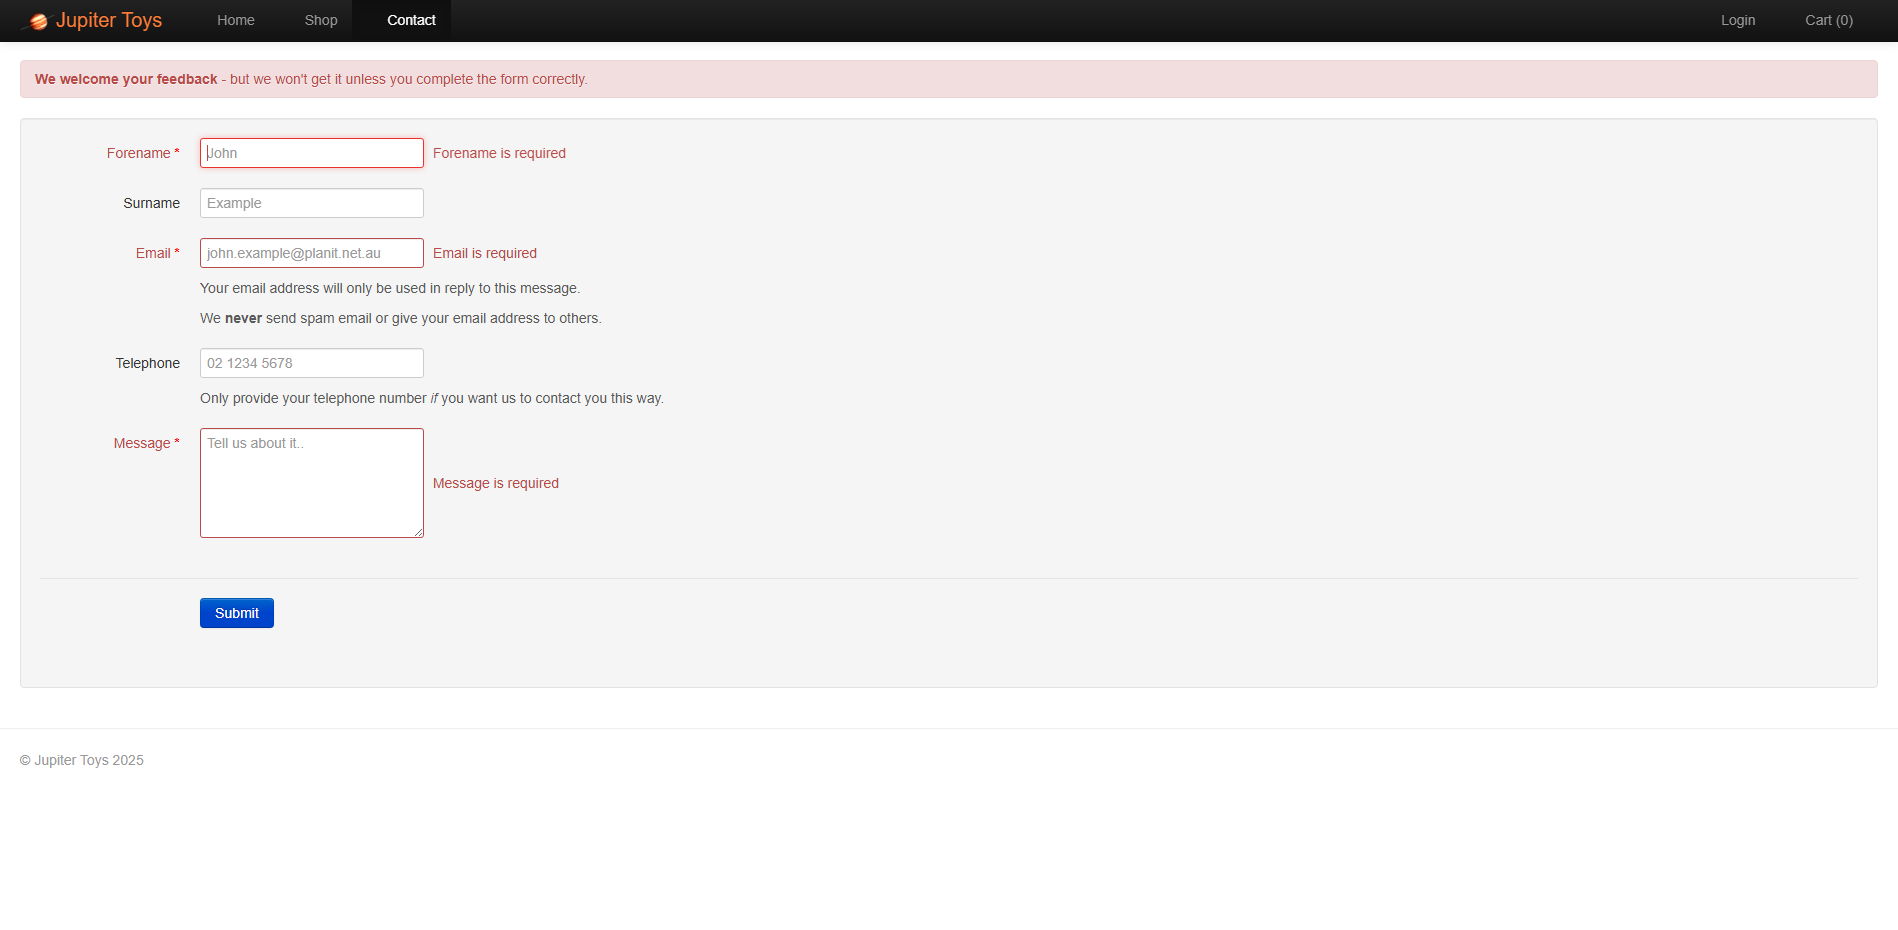 Jupiter Toys Home Shop Contact Login Cart (0)
We welcome your feedback - but we won't get it unless you complete the form correctly.
Forename * John Forename is required
Surname Example
Email * john.example@planit.net.au Email is required
Your email address will only be used in reply to this message.
We never send spam email or give your email address to others.
Telephone 02 1234 5678
Only provide your telephone number if you want us to contact you this way.
Message * Tell us about it..
Message is required
Submit
© Jupiter Toys 2025